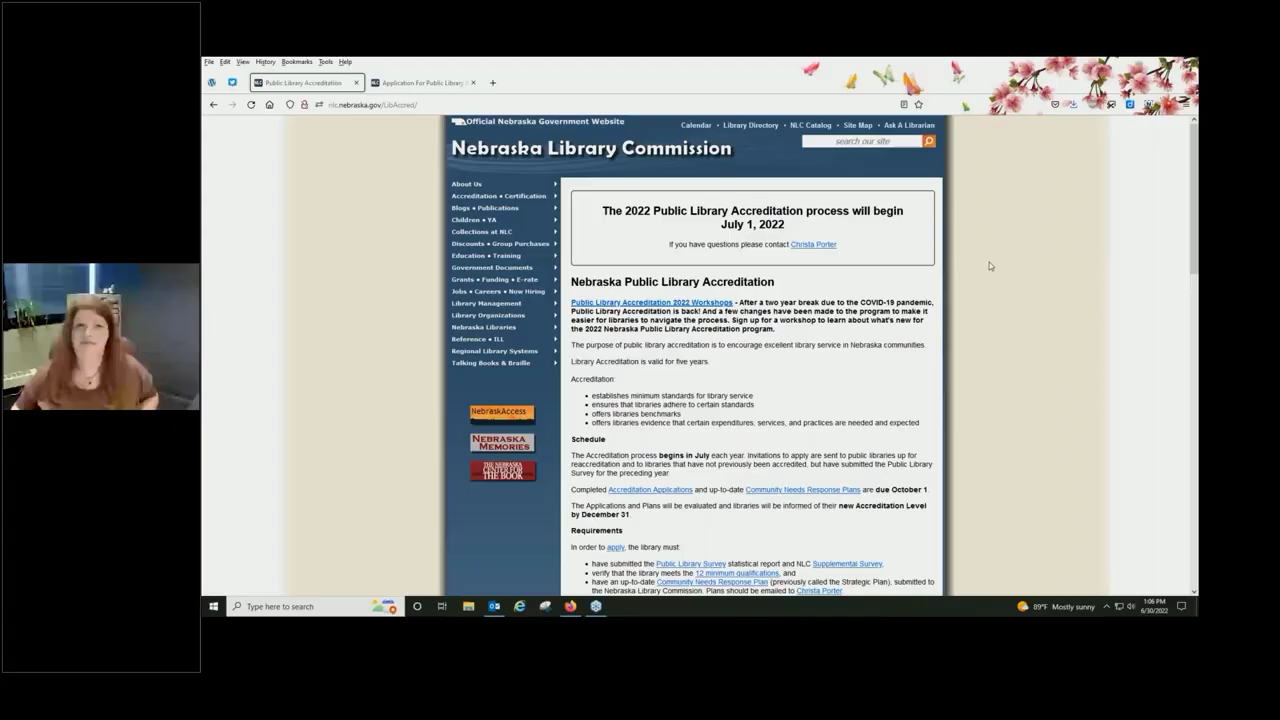 File Edit View History Bookmarks Tools Help
Public Library Accreditation
Application For Public Library
nlc.nebraska.gov/LibAccred/
Official Nebraska Government Website
Calendar • Library Directory • NLC Catalog • Site Map • Ask A Librarian
Nebraska Library Commission
search our site
About Us
Accreditation • Certification
Blogs • Publications
Children • YA
Collections at NLC
Discounts • Group Purchases
Education • Training
Government Documents
Grants • Funding • E-rate
Jobs • Careers • Now Hiring
Library Management
Library Organizations
Nebraska Libraries
Reference • ILL
Regional Library Systems
Talking Books & Braille
NebraskAccess
NEBRASKA
MEMORIES
THE NEBRASKA
CENTER FOR
THE BOOK
The 2022 Public Library Accreditation process will begin
July 1, 2022
If you have questions please contact Christa Porter
Nebraska Public Library Accreditation
Public Library Accreditation 2022 Workshops - After a two year break due to the COVID-19 pandemic,
Public Library Accreditation is back! And a few changes have been made to the program to make it
easier for libraries to navigate the process. Sign up for a workshop to learn about what's new for
the 2022 Nebraska Public Library Accreditation program.
The purpose of public library accreditation is to encourage excellent library service in Nebraska communities.
Library Accreditation is valid for five years.
Accreditation:
• establishes minimum standards for library service
• ensures that libraries adhere to certain standards
• offers libraries benchmarks
• offers libraries evidence that certain expenditures, services, and practices are needed and expected
Schedule
The Accreditation process begins in July each year. invitations to apply are sent to public libraries up for
reaccreditation and to libraries that have not previously been accredited, but have submitted the Public Library
Survey for the preceding year
Completed Accreditation Applications and up-to-date Community Needs Response Plans are due October 1.
The Applications and Plans will be evaluated and libraries will be informed of their new Accreditation Level
by December 31.
Requirements
In order to apply, the library must:
• have submitted the Public Library Survey statistical report and NLC Supplemental Survey,
• verify that the library meets the 12 minimum qualifications, and
• have an up-to-date Community Needs Response Plan (previously called the Strategic Plan), submitted to
the Nebraska Library Commission. Plans should be emailed to Christa Porter
Type here to search
89°F Mostly sunny
1:06 PM
6/30/2022